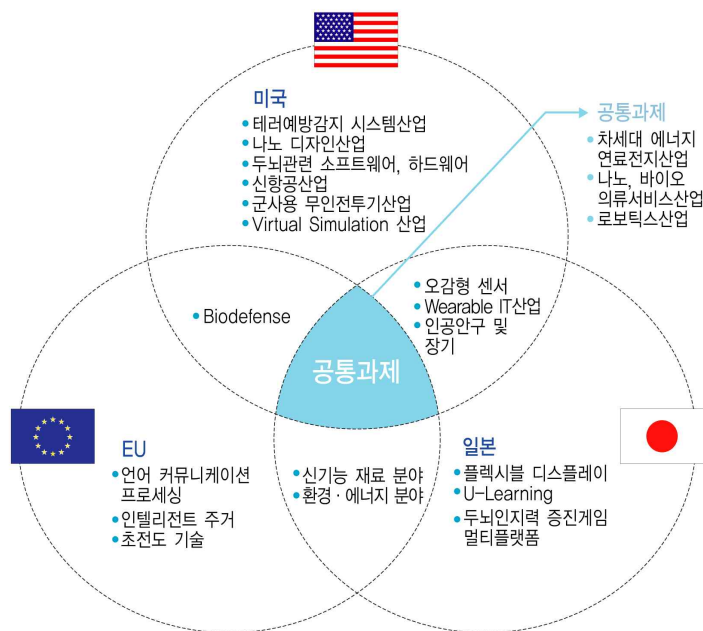 미국
• 테러예방감지 시스템산업
• 나노 디자인산업
• 두뇌관련 소프트웨어, 하드웨어
• 신항공산업
• 군사용 무인전투기산업
• Virtual Simulation 산업
공통과제
• 차세대 에너지
연료전지산업
• 나노, 바이오
의류서비스산업
• 로보틱스산업
• Biodefense
• 오감형 센서
• Wearable IT산업
• 인공안구 및
장기
공통과제
EU
• 언어 커뮤니케이션
프로세싱
• 인텔리전트 주거
• 초전도 기술
• 신기능 재료 분야
• 환경·에너지 분야
일본
• 플렉시블 디스플레이
• U-Learning
• 두뇌인지력 증진게임
멀티플랫폼